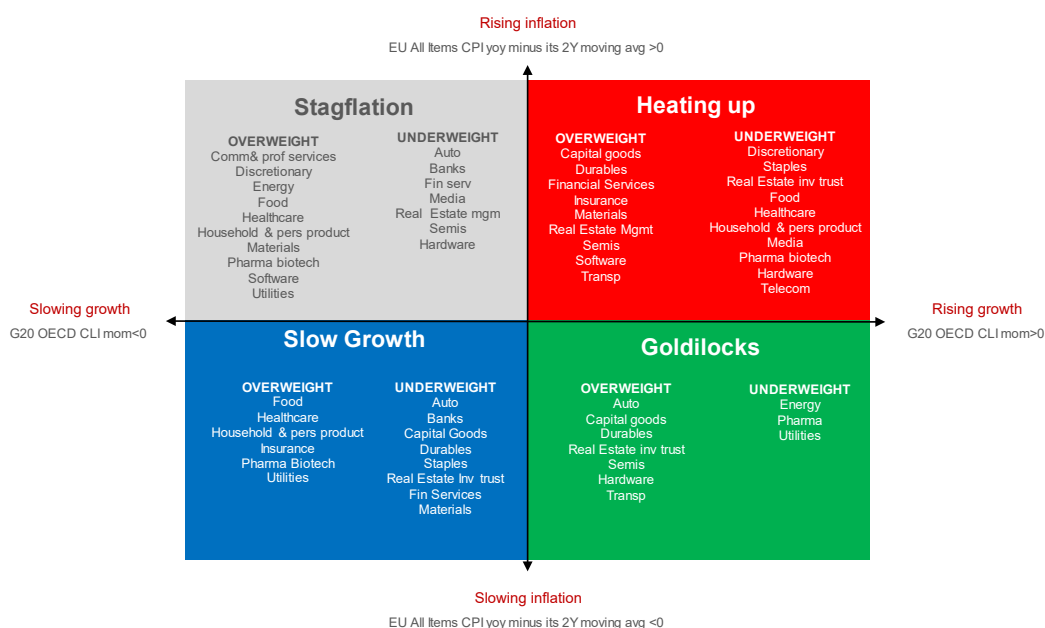 Rising inflation
EU All Items CPI yoy minus its 2Y moving avg >0
Stagflation
OVERWEIGHT
Comm& prof services
Discretionary
Energy
Food
Healthcare
Household & pers product
Materials
Pharma biotech
Software
Utilities
UNDERWEIGHT
Auto
Banks
Fin serv
Media
Real Estate mgm
Semis
Hardware
Heating up
OVERWEIGHT
Capital goods
Durables
Financial Services
Insurance
Materials
Real Estate Mgmt
Semis
Software
Transp
UNDERWEIGHT
Discretionary
Staples
Real Estate inv trust
Food
Healthcare
Household & pers product
Media
Pharma biotech
Hardware
Telecom
Slowing growth
G20 OECD CLI mom<0
Rising growth
G20 OECD CLI mom>0
Slow Growth
OVERWEIGHT
Food
Healthcare
Household & pers product
Insurance
Pharma Biotech
Utilities
UNDERWEIGHT
Auto
Banks
Capital Goods
Durables
Staples
Real Estate Inv trust
Fin Services
Materials
Goldilocks
OVERWEIGHT
Auto
Capital goods
Durables
Real Estate inv trust
Semis
Hardware
Transp
UNDERWEIGHT
Energy
Pharma
Utilities
Slowing inflation
EU All Items CPI yoy minus its 2Y moving avg <0